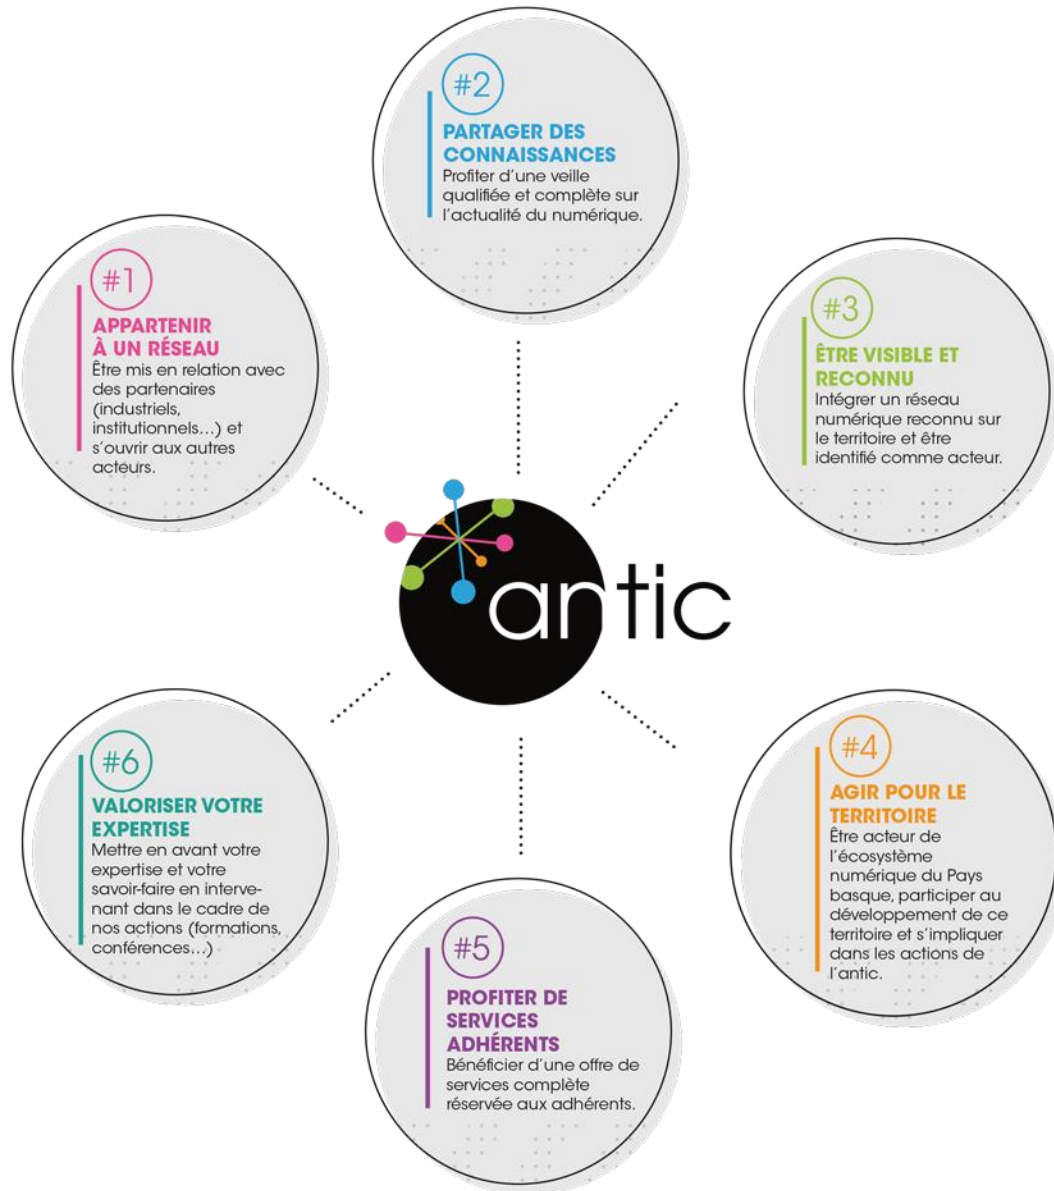 #1
APPARTENIR
À UN RÉSEAU
Être mis en relation avec
des partenaires
(industriels,
institutionnels...) et
s'ouvrir aux autres
acteurs.
#2
PARTAGER DES
CONNAISSANCES
Profiter d'une veille
qualifiée et complète sur
l'actualité du numérique.
#3
ÊTRE VISIBLE ET
RECONNU
Intégrer un réseau
numérique reconnu sur
le territoire et être
identifié comme acteur.
antic
#4
AGIR POUR LE
TERRITOIRE
Être acteur de
l'écosystème
numérique du Pays
basque, participer au
développement de ce
territoire et s'impliquer
dans les actions de
l'antic.
#5
PROFITER DE
SERVICES
ADHÉRENTS
Bénéficier d'une offre de
services complète
réservée aux adhérents.
#6
VALORISER VOTRE
EXPERTISE
Mettre en avant votre
expertise et votre
savoir-faire en interve-
nant dans le cadre de
nos actions (formations,
conférences...)